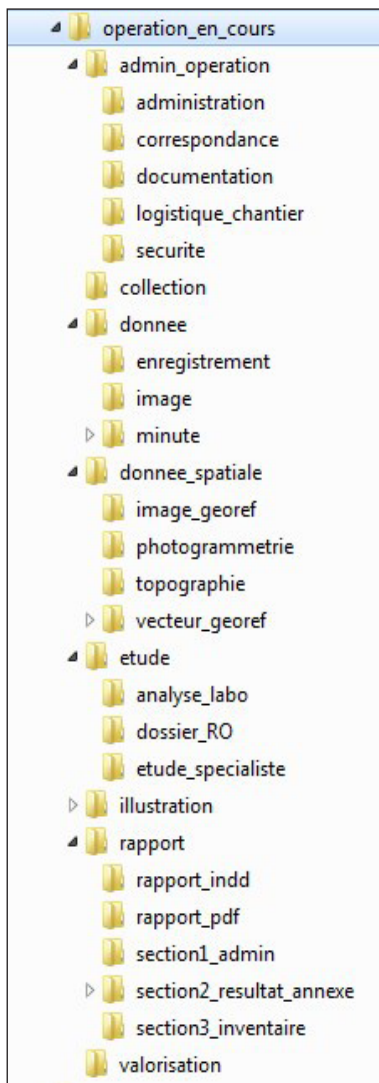 operation_en_cours
admin_operation
administration
correspondance
documentation
logistique_chantier
securite
collection
donnee
enregistrement
image
minute
donnee_spatiale
image_georef
photogrammetrie
topographie
vecteur_georef
etude
analyse_labo
dossier_RO
etude_specialiste
illustration
rapport
rapport_indd
rapport_pdf
section1_admin
section2_resultat_annexe
section3_inventaire
valorisation